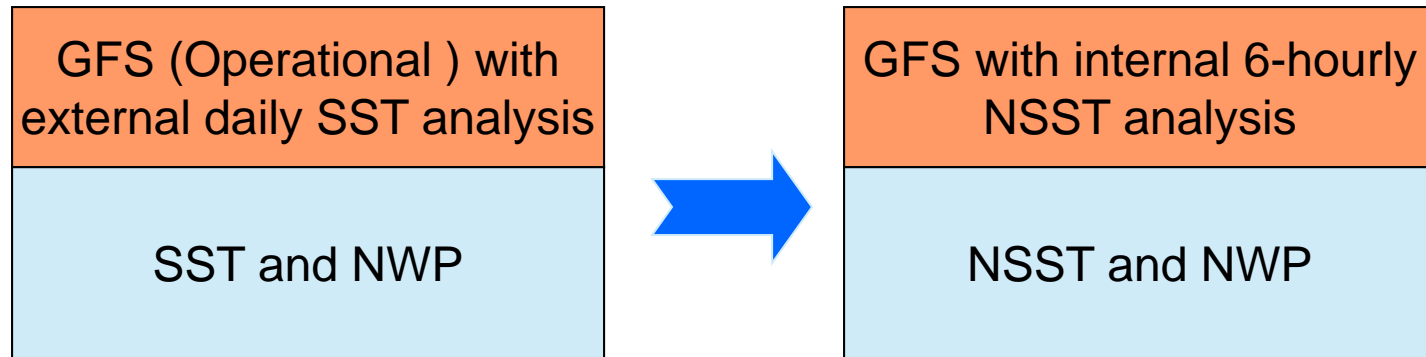 GFS (Operational ) with
external daily SST analysis
SST and NWP
GFS with internal 6-hourly
NSST analysis
NSST and NWP